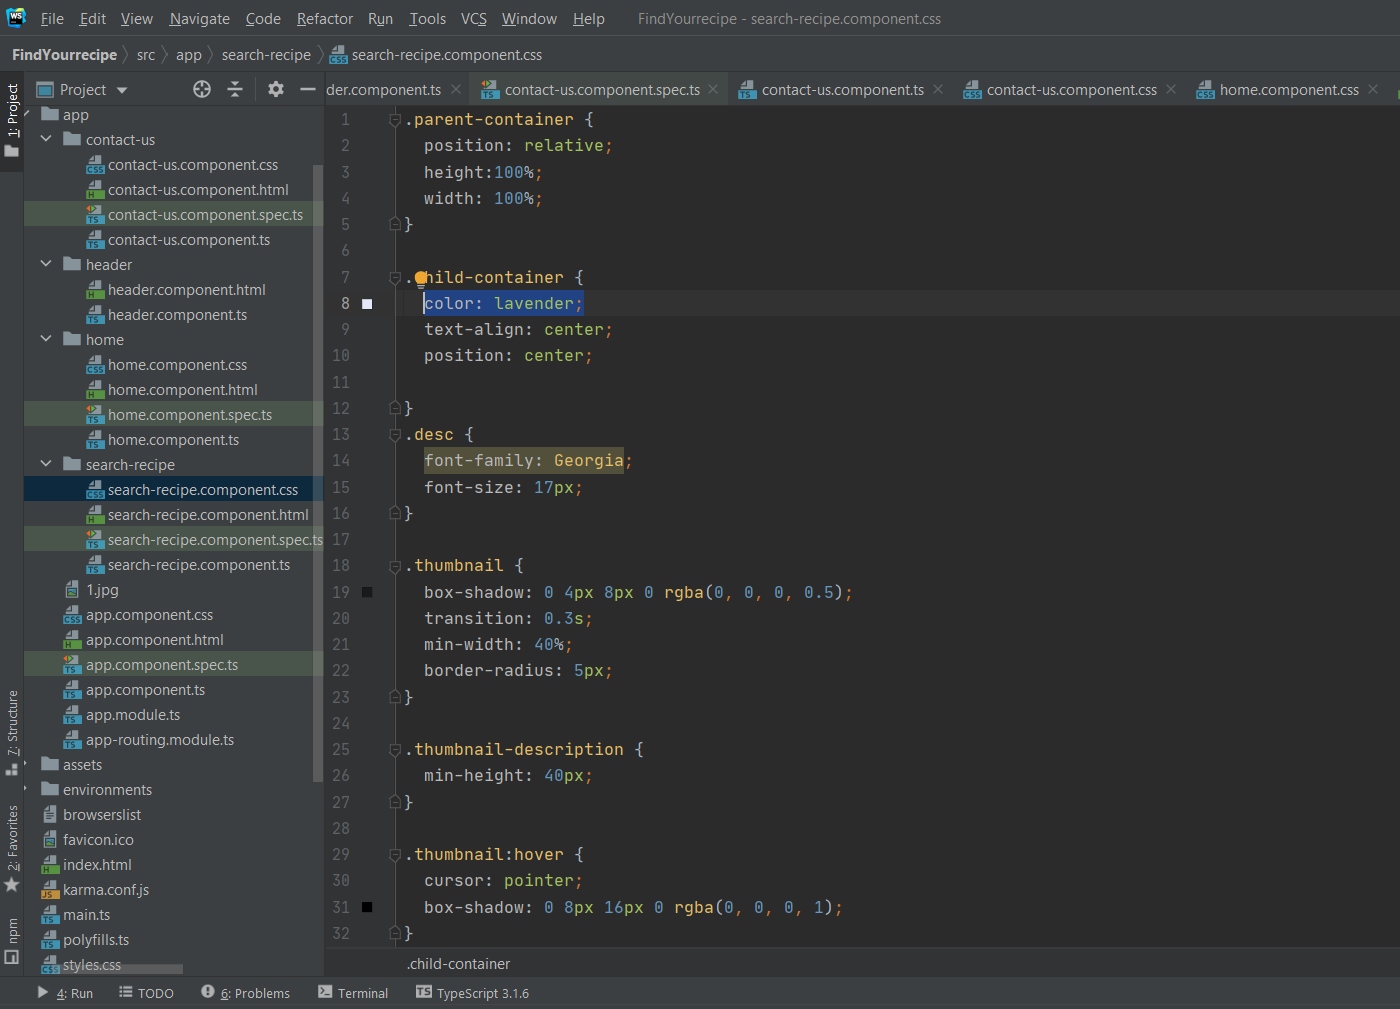 WS File Edit View Navigate Code Refactor Run Tools VCS Window Help FindYourrecipe - search-recipe.component.css
FindYourrecipe src app search-recipe search-recipe.component.css
Project
der.component.ts contact-us.component.spec.ts contact-us.component.ts contact-us.component.css home.component.css
1: Project
7: Structure
2: Favorites
npm
app
contact-us
contact-us.component.css
contact-us.component.html
contact-us.component.spec.ts
contact-us.component.ts
header
header.component.html
header.component.ts
home
home.component.css
home.component.html
home.component.spec.ts
home.component.ts
search-recipe
search-recipe.component.css
search-recipe.component.html
search-recipe.component.spec.ts
search-recipe.component.ts
1.jpg
app.component.css
app.component.html
app.component.spec.ts
app.component.ts
app.module.ts
app-routing.module.ts
assets
environments
browserslist
favicon.ico
index.html
karma.conf.js
main.ts
polyfills.ts
styles.css
1 .parent-container {
2 position: relative;
3 height:100%;
4 width: 100%;
5 }
6
7 .hild-container {
8 color: lavender;
9 text-align: center;
10 position: center;
11
12 }
13 .desc {
14 font-family: Georgia;
15 font-size: 17px;
16 }
17
18 .thumbnail {
19 box-shadow: 0 4px 8px 0 rgba(0, 0, 0, 0.5);
20 transition: 0.3s;
21 min-width: 40%;
22 border-radius: 5px;
23 }
24
25 .thumbnail-description {
26 min-height: 40px;
27 }
28
29 .thumbnail:hover {
30 cursor: pointer;
31 box-shadow: 0 8px 16px 0 rgba(0, 0, 0, 1);
32 }
.child-container
4: Run TODO 6: Problems Terminal TypeScript 3.1.6